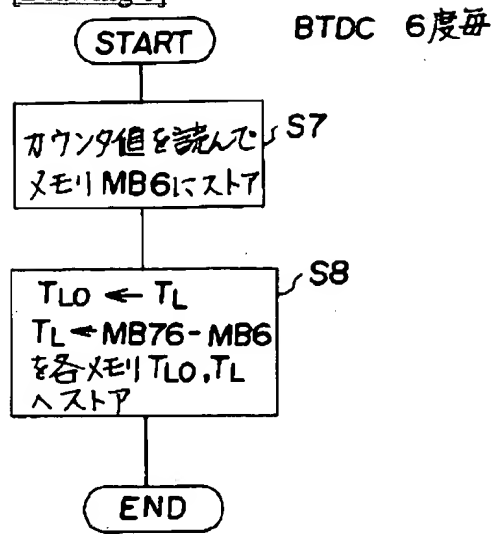 BTDC 6度毎
START
カウンタ値を読んで
メモリMB6にストア
S7
S8
TLO ← TL
TL ← MB76-MB6
を各メモリTLO,TL
へストア
END